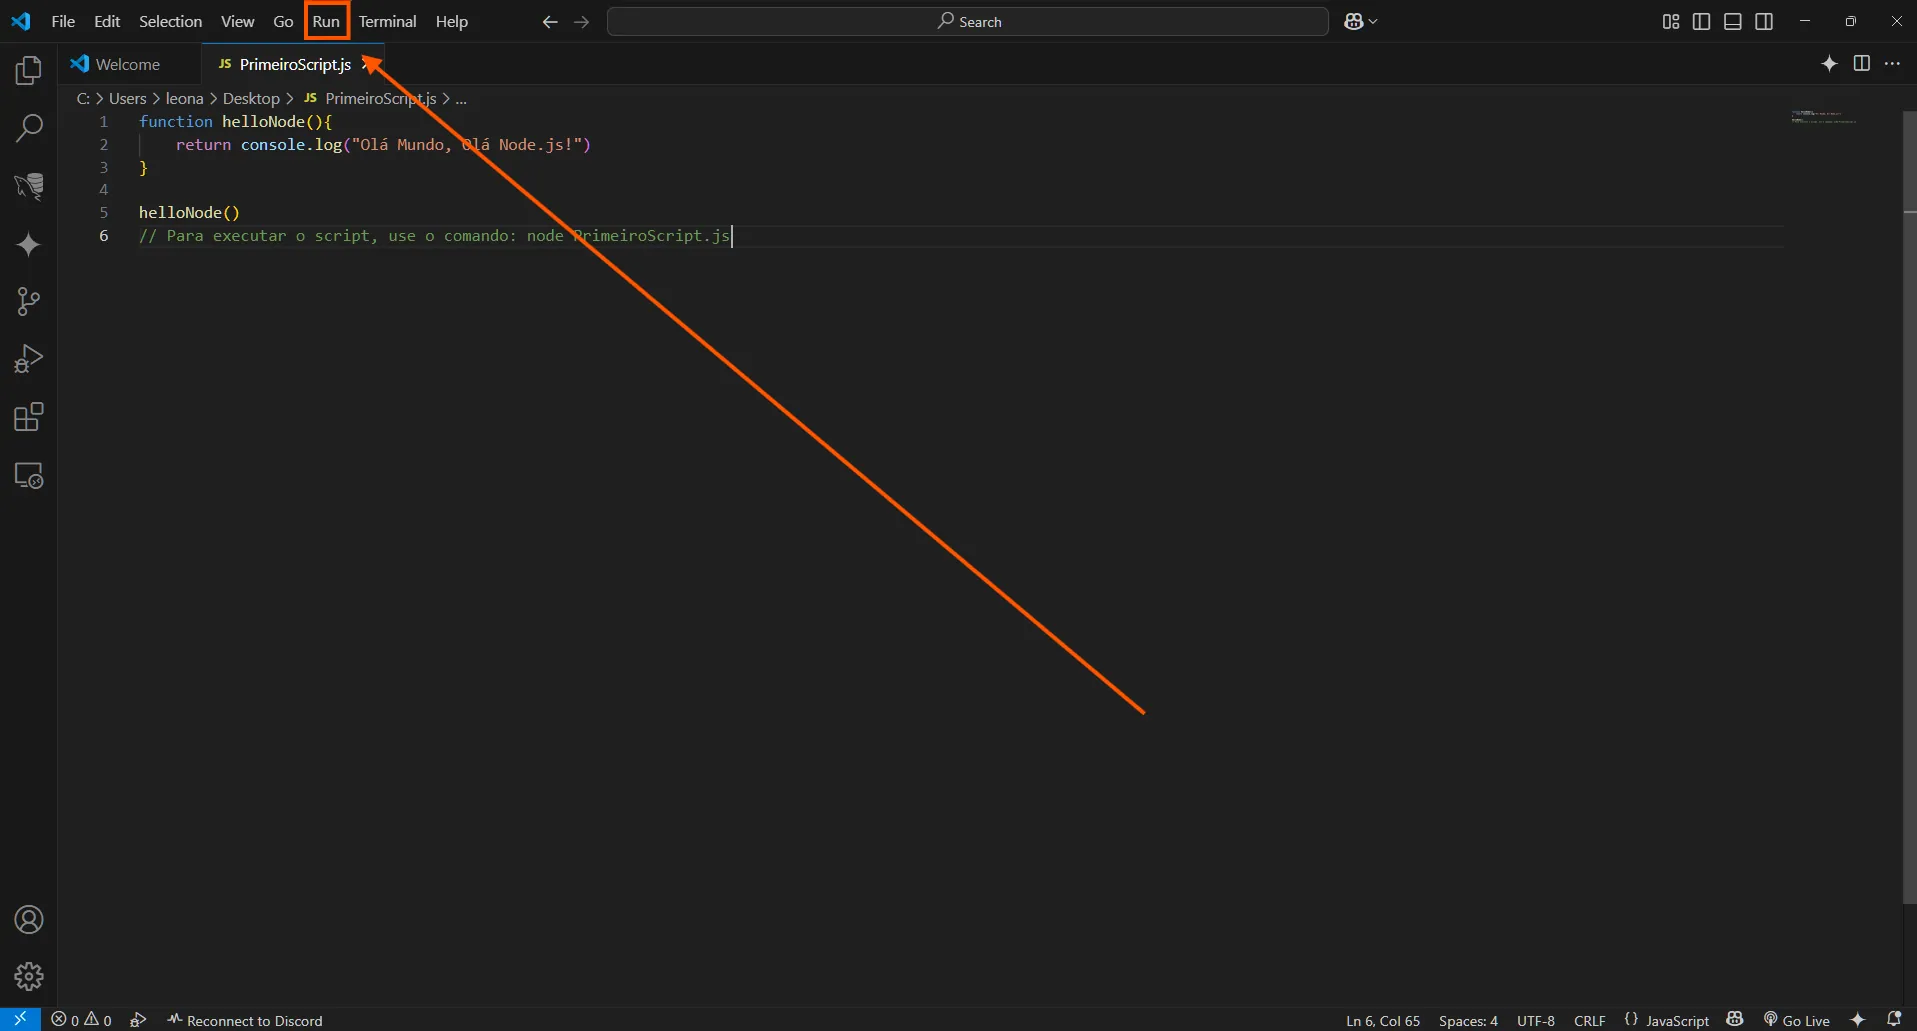 File Edit Selection View Go Run Terminal Help Search
Welcome JS PrimeiroScript.js
C: > Users > leona > Desktop > JS PrimeiroScript.js > ...
1 function helloNode(){
2 return console.log("Olá Mundo, Olá Node.js!")
3 }
4
5 helloNode()
6 // Para executar o script, use o comando: node PrimeiroScript.js
0 0 Reconnect to Discord Ln 6, Col 65 Spaces: 4 UTF-8 CRLF {} JavaScript Go Live